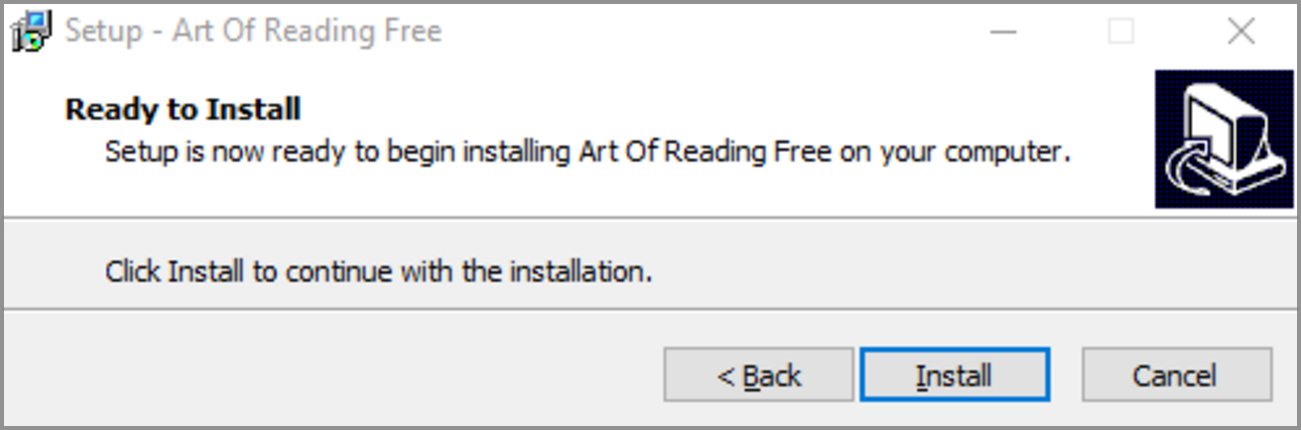 Setup - Art Of Reading Free
Ready to Install
Setup is now ready to begin installing Art Of Reading Free on your computer.
Click Install to continue with the installation.
< Back
Install
Cancel